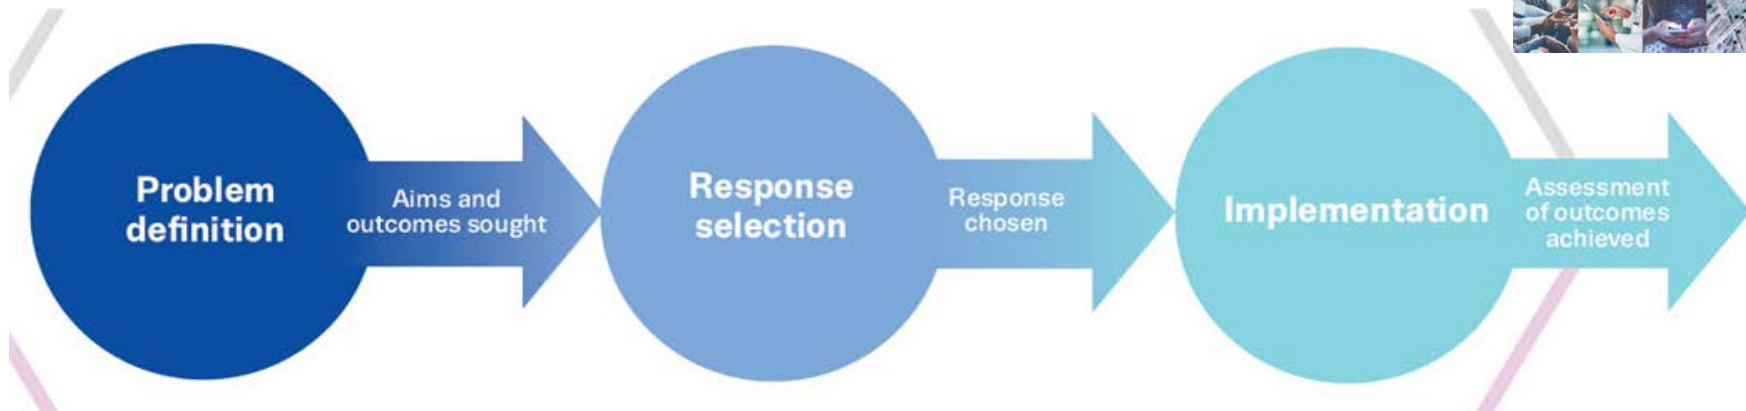 Problem
definition
Aims and
outcomes sought
Response
selection
Response
chosen
Implementation
Assessment
of outcomes
achieved